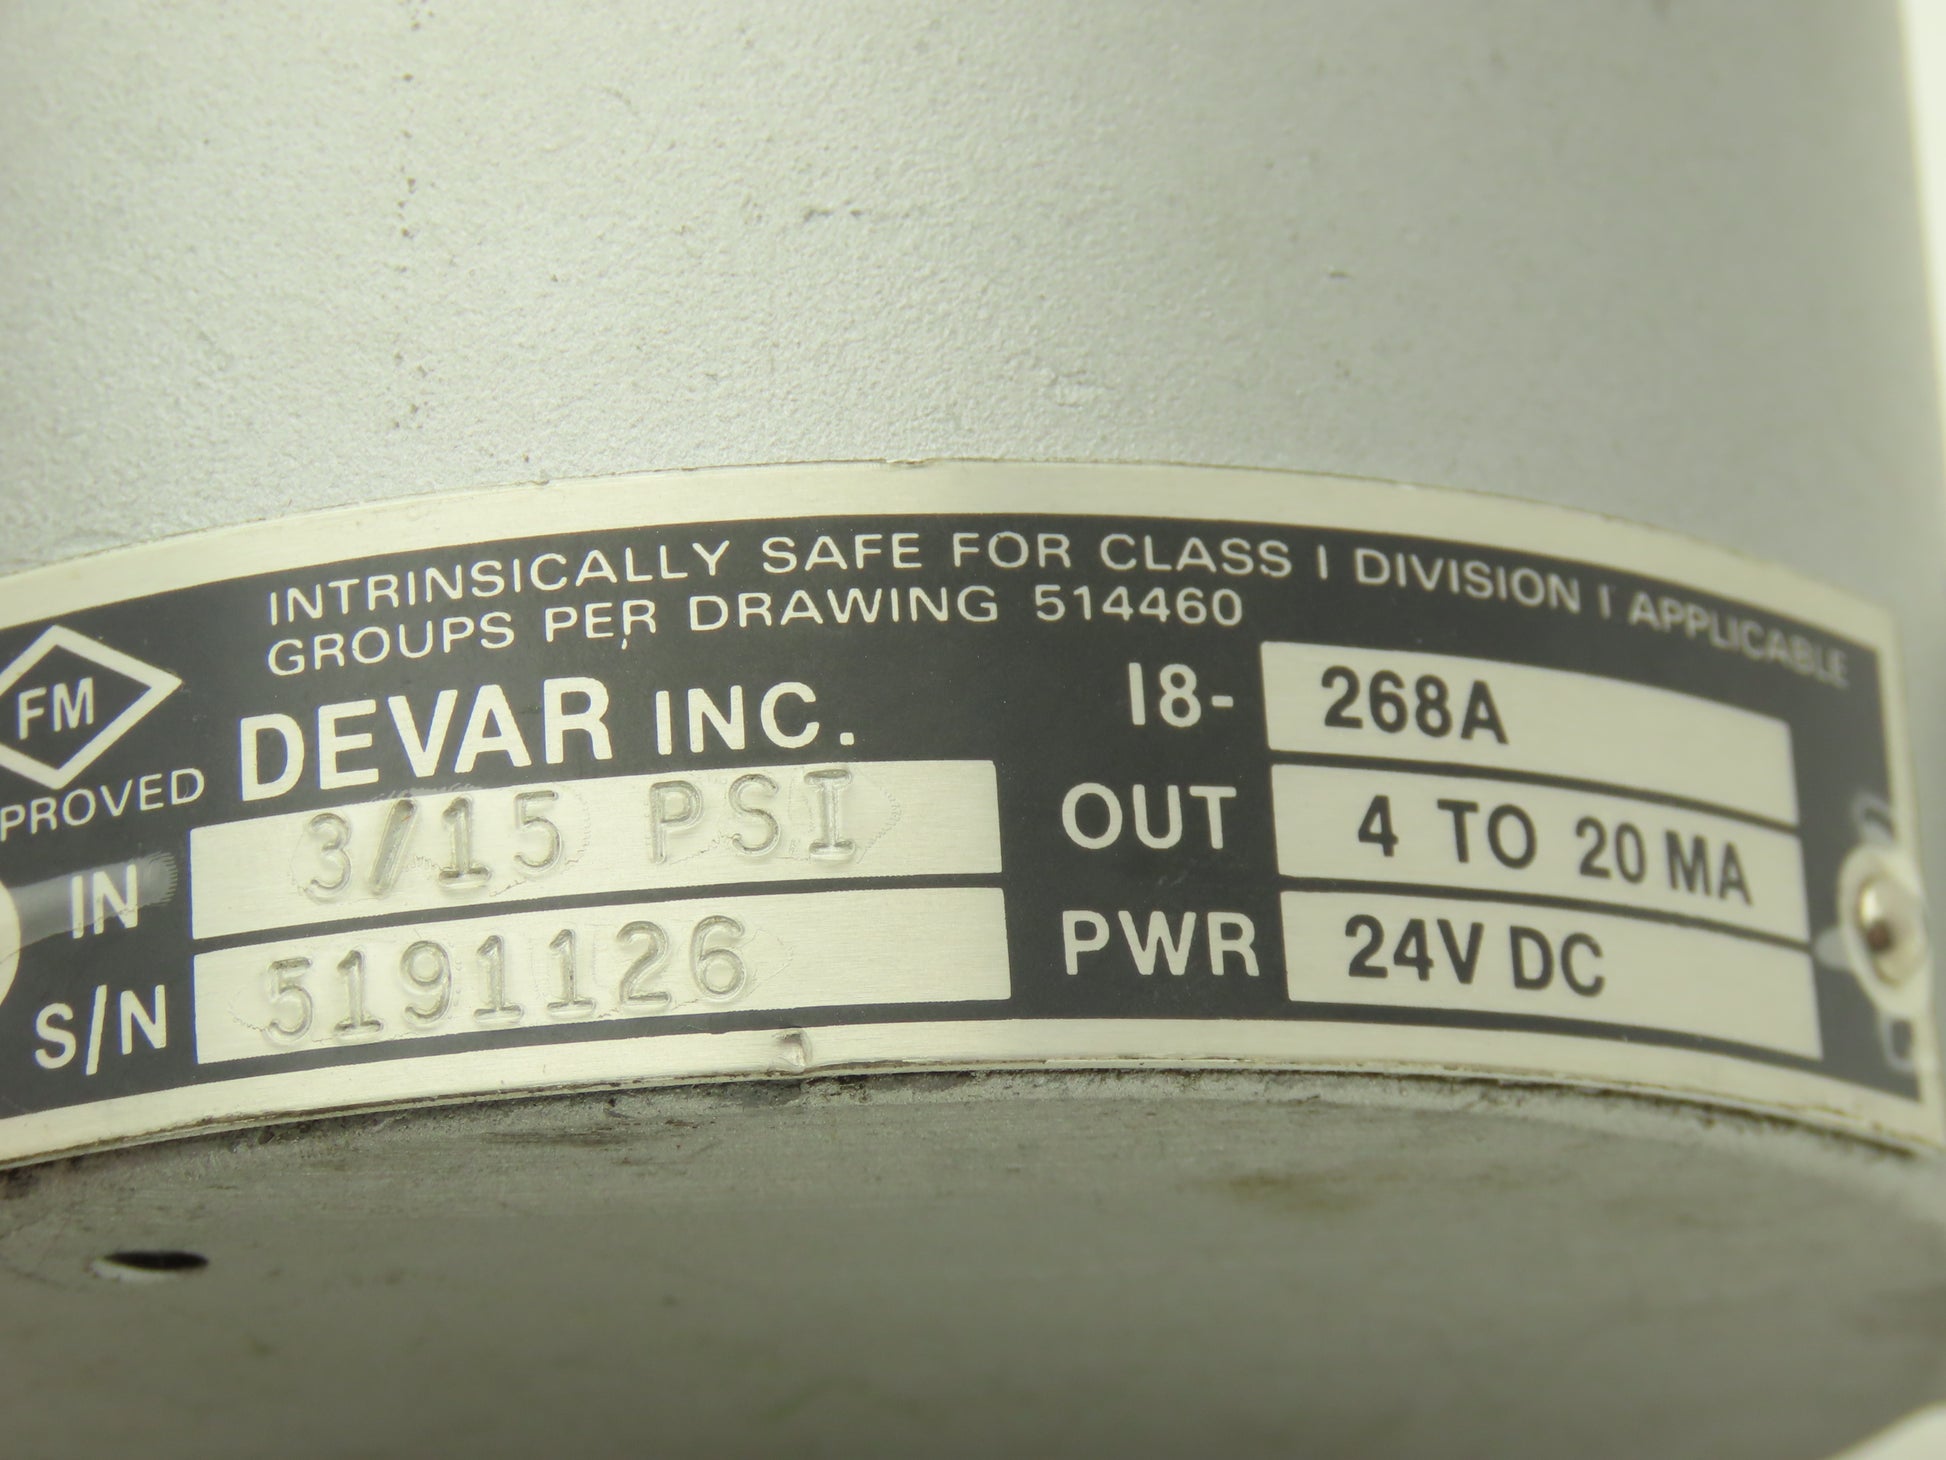 INTRINSICALLY SAFE FOR CLASS I DIVISION I APPLICABLE
GROUPS PER DRAWING 514460
FM
PROVED
DEVAR INC.
18- 268A
IN 3/15 PSI
OUT 4 TO 20 MA
S/N 5191126
PWR 24V DC